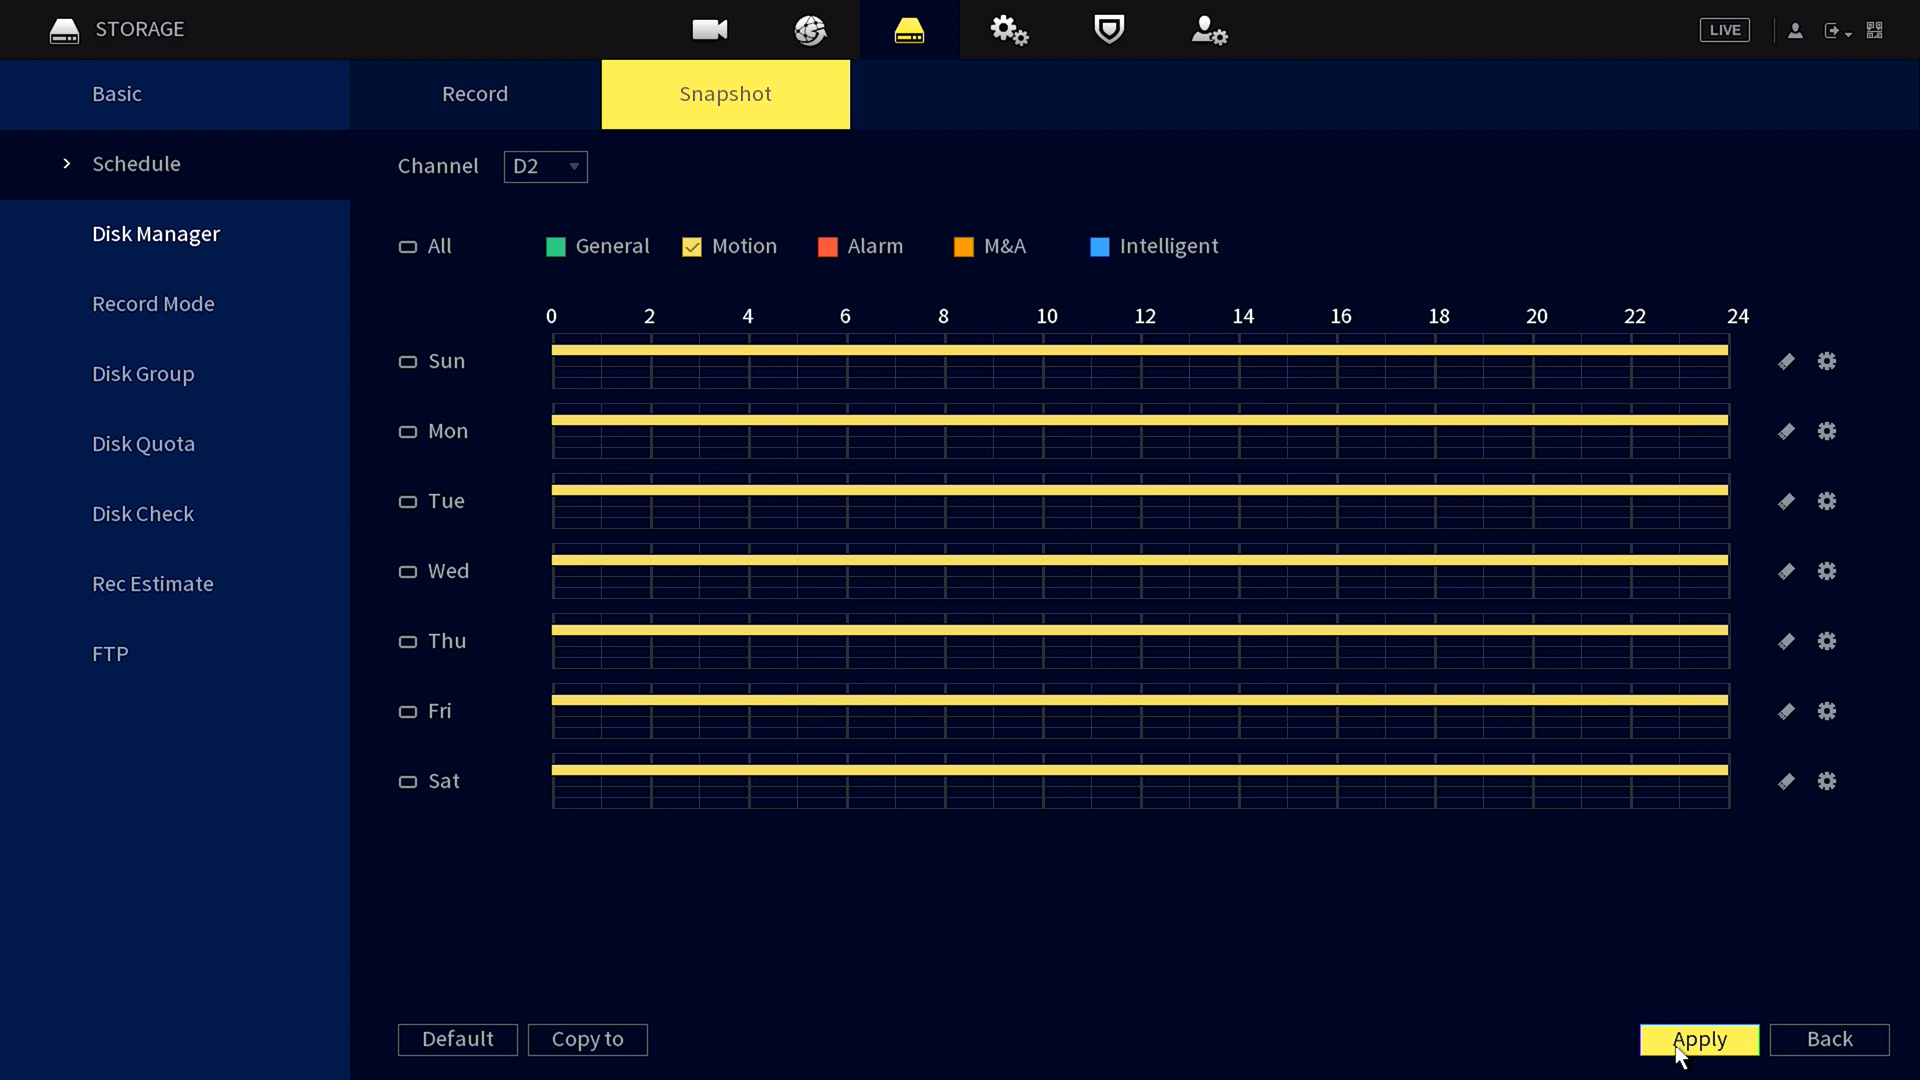 STORAGE
LIVE
Basic
Record
Snapshot
Schedule
Channel
D2
Disk Manager
All
General
Motion
Alarm
M&A
Intelligent
Record Mode
0 2 4 6 8 10 12 14 16 18 20 22 24
Sun
Disk Group
Mon
Disk Quota
Tue
Disk Check
Wed
Rec Estimate
Thu
FTP
Fri
Sat
Default
Copy to
Apply
Back